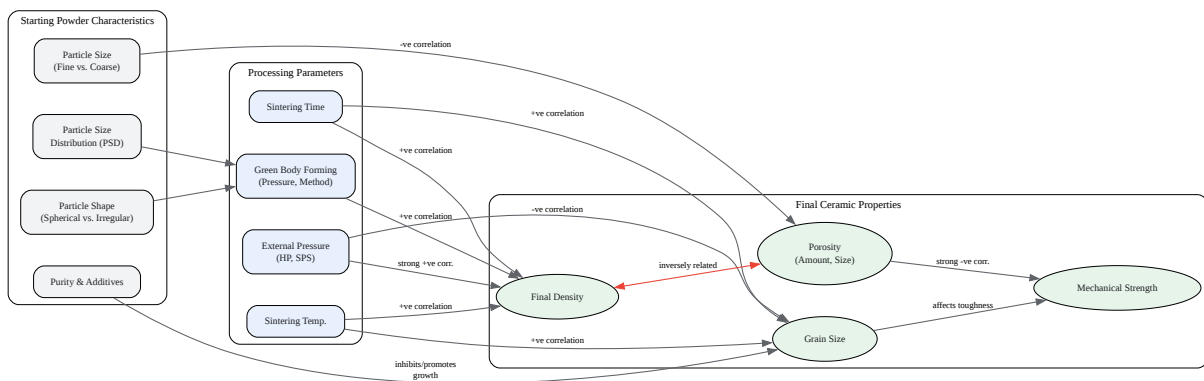 Starting Powder Characteristics
Particle Size
(Fine vs. Coarse)
Particle Size
Distribution (PSD)
Particle Shape
(Spherical vs. Irregular)
Purity & Additives
Processing Parameters
Sintering Time
Green Body Forming
(Pressure, Method)
External Pressure
(HP, SPS)
Sintering Temp.
-ve correlation
+ve correlation
+ve correlation
+ve correlation
-ve correlation
strong +ve corr.
+ve correlation
+ve correlation
inhibits/promotes
growth
Final Ceramic Properties
Final Density
inversely related
Porosity
(Amount, Size)
Grain Size
strong -ve corr.
affects toughness
Mechanical Strength